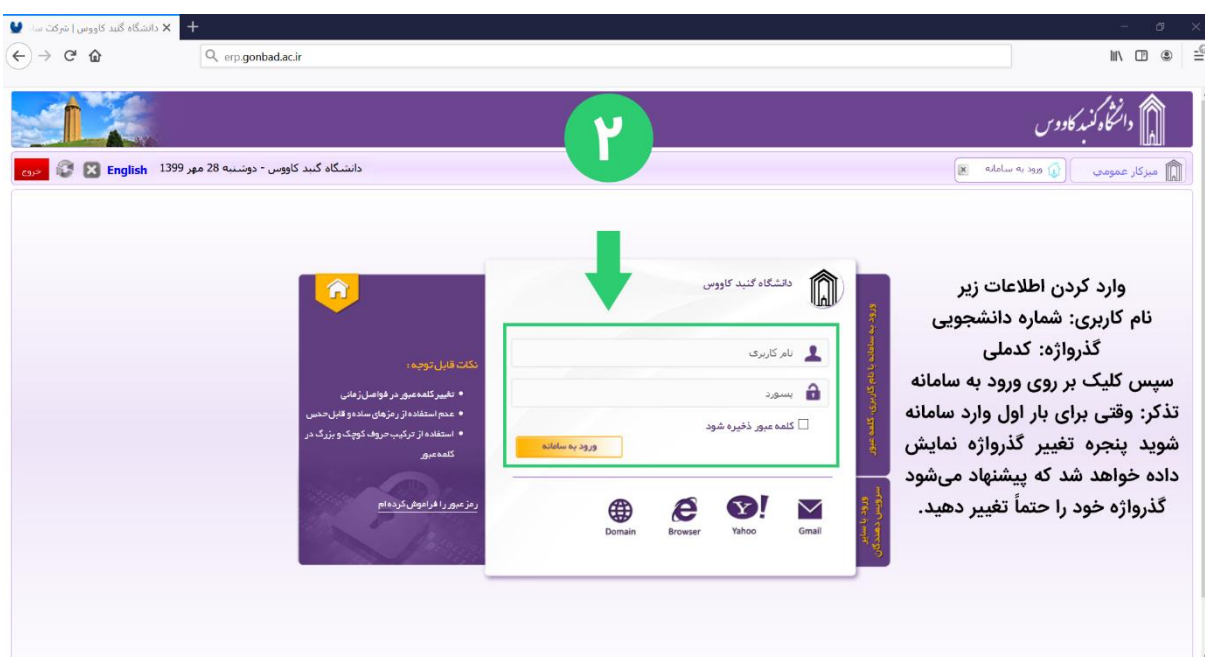 دانشگاه گنبد کاووس | شرکت سا
erp.gonbad.ac.ir
دانشگاه گنبد کاووس
۲
میزکار عمومی
ورود به سامانه
دانشگاه گنبد کاووس - دوشنبه 28 مهر 1399
English
خروج
وارد کردن اطلاعات زیر
نام کاربری: شماره دانشجویی
گذرواژه: کدملی
سپس کلیک بر روی ورود به سامانه
تذکر: وقتی برای بار اول وارد سامانه
شوید پنجره تغییر گذرواژه نمایش
داده خواهد شد که پیشنهاد می‌شود
گذرواژه خود را حتماً تغییر دهید.
ورود به سامانه با نام کاربری، کلمه عبور
ورود با سایر
سرویس دهندگان
دانشگاه گنبد کاووس
نام کاربری
پسورد
کلمه عبور ذخیره شود
ورود به سامانه
Gmail
Yahoo
Browser
Domain
نکات قابل توجه :
تغییر کلمه عبور در فواصل زمانی
عدم استفاده از رمزهای ساده و قابل حدس
استفاده از ترکیب حروف کوچک و بزرگ در
کلمه عبور
رمز عبور را فراموش کرده ام